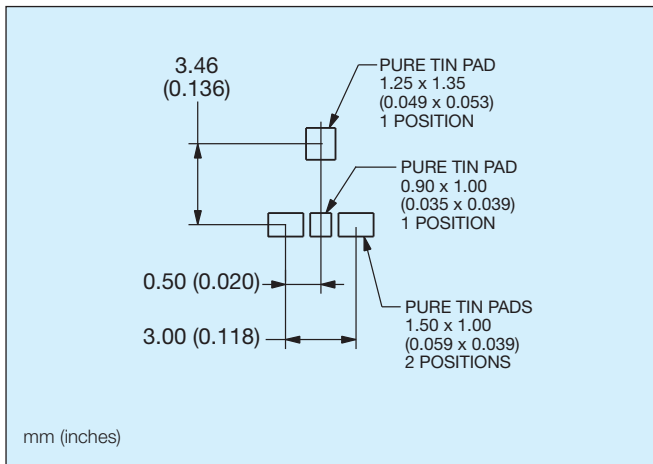 3.46
(0.136)
PURE TIN PAD
1.25 x 1.35
(0.049 x 0.053)
1 POSITION
PURE TIN PAD
0.90 x 1.00
(0.035 x 0.039)
1 POSITION
0.50 (0.020)
3.00 (0.118)
PURE TIN PADS
1.50 x 1.00
(0.059 x 0.039)
2 POSITIONS
mm (inches)